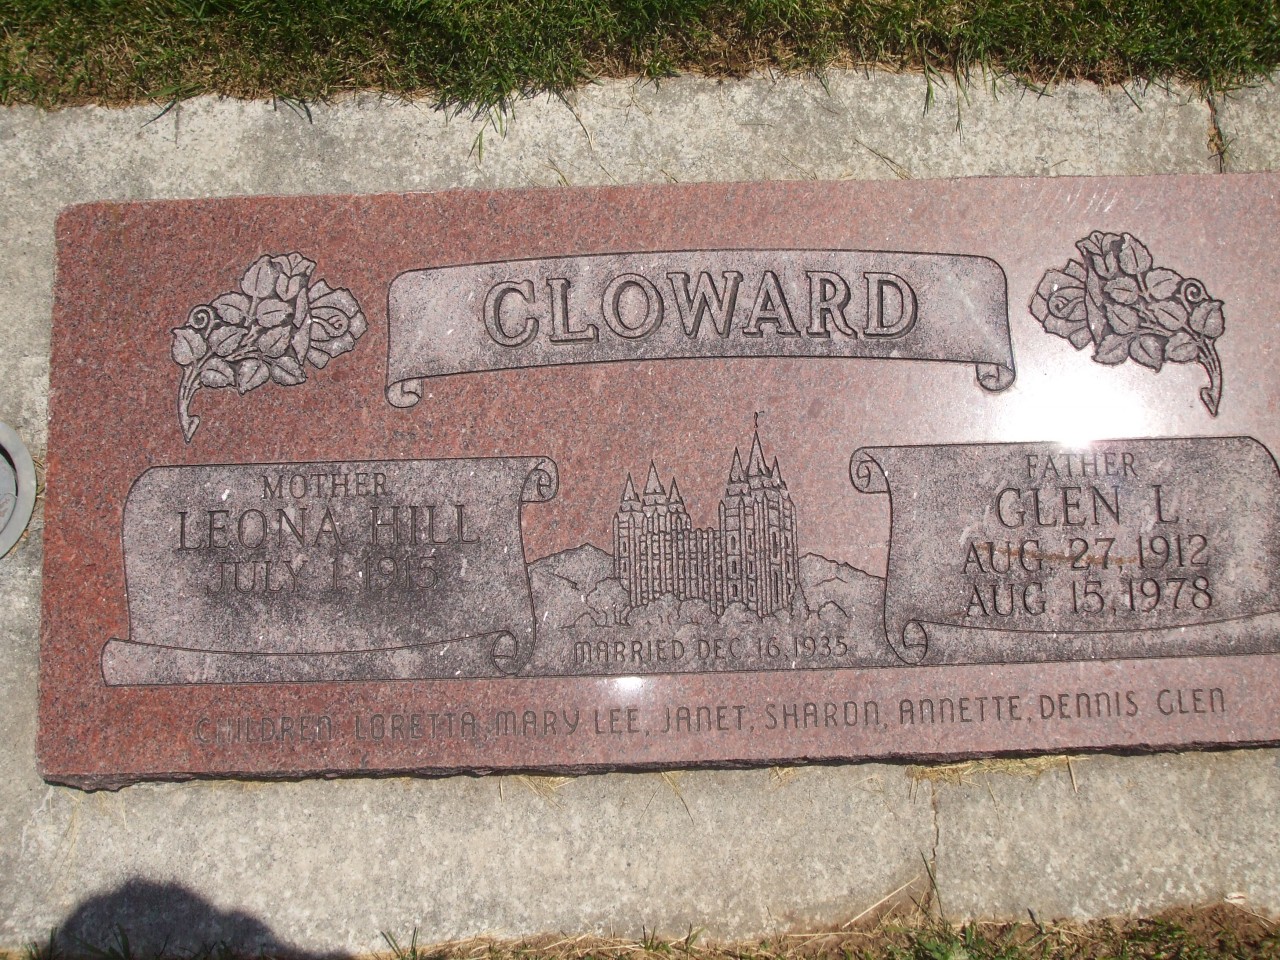 CLOWARD
MOTHER
LEONA HILL
JULY 1 1915
FATHER
GLEN L.
AUG 27 1912
AUG. 15, 1978
MARRIED DEC 16, 1935
CHILDREN LORETTA, MARY LEE, JANET, SHARON, ANNETTE, DENNIS GLEN